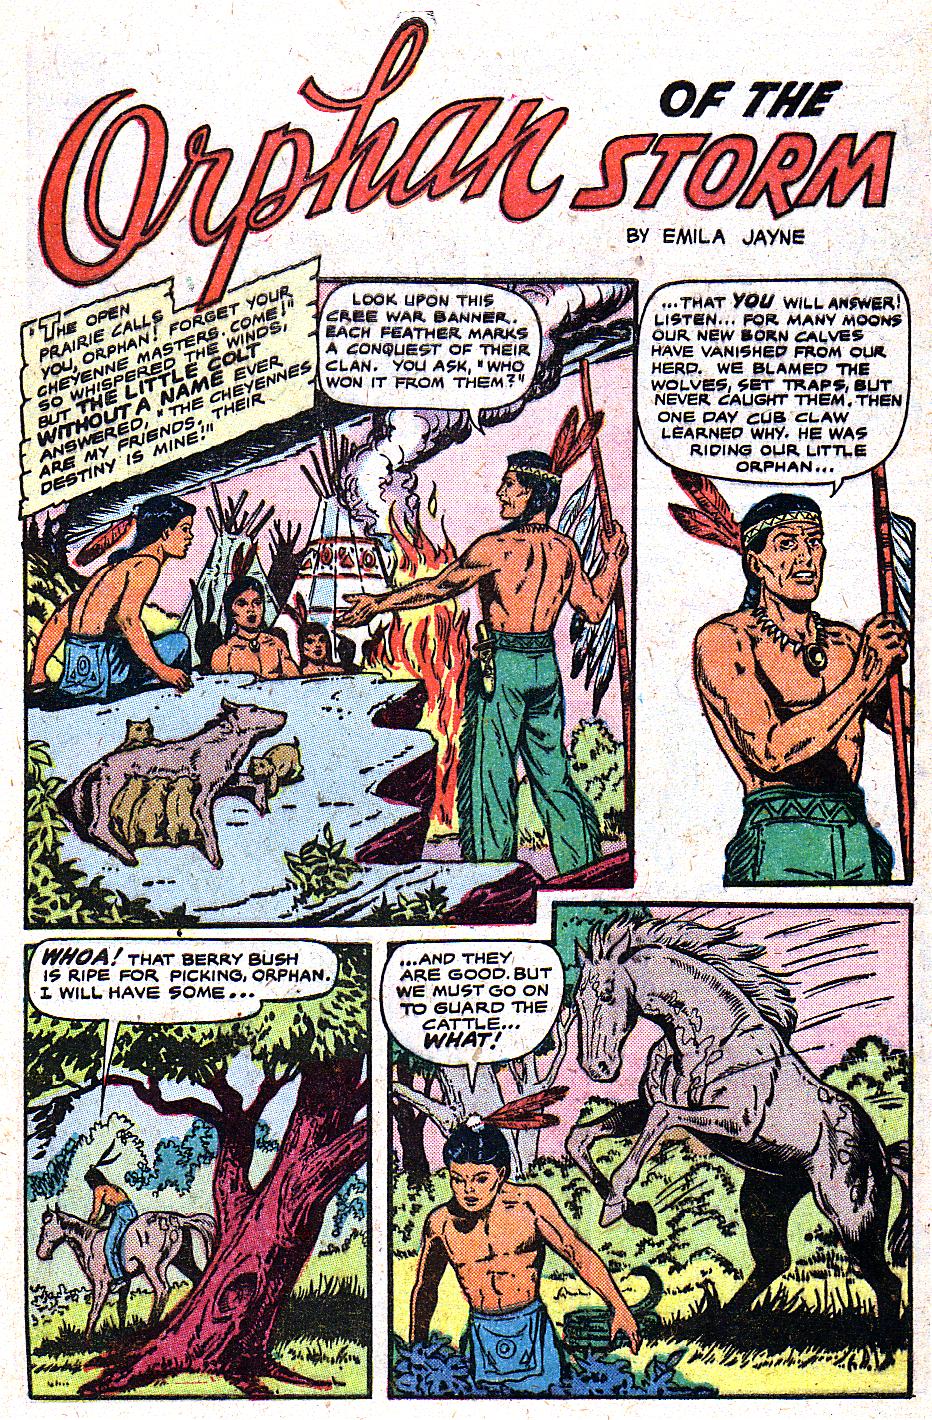 Orphan OF THE
STORM
BY EMILA JAYNE
"THE OPEN
PRAIRIE CALLS
YOU, ORPHAN! FORGET YOUR
CHEYENNE MASTERS. COME!"
SO WHISPERED THE WINDS,
BUT THE LITTLE COLT
WITHOUT A NAME EVER
ANSWERED, "THE CHEYENNES
ARE MY FRIENDS, THEIR
DESTINY IS MINE!"
LOOK UPON THIS
CREE WAR BANNER.
EACH FEATHER MARKS
A CONQUEST OF THEIR
CLAN. YOU ASK, "WHO
WON IT FROM THEM?"
...THAT YOU WILL ANSWER!
LISTEN... FOR MANY MOONS
OUR NEW BORN CALVES
HAVE VANISHED FROM OUR
HERD. WE BLAMED THE
WOLVES, SET TRAPS, BUT
NEVER CAUGHT THEM. THEN
ONE DAY CUB CLAW
LEARNED WHY. HE WAS
RIDING OUR LITTLE
ORPHAN...
WHOA! THAT BERRY BUSH
IS RIPE FOR PICKING, ORPHAN.
I WILL HAVE SOME...
...AND THEY
ARE GOOD. BUT
WE MUST GO ON
TO GUARD THE
CATTLE...
WHAT!